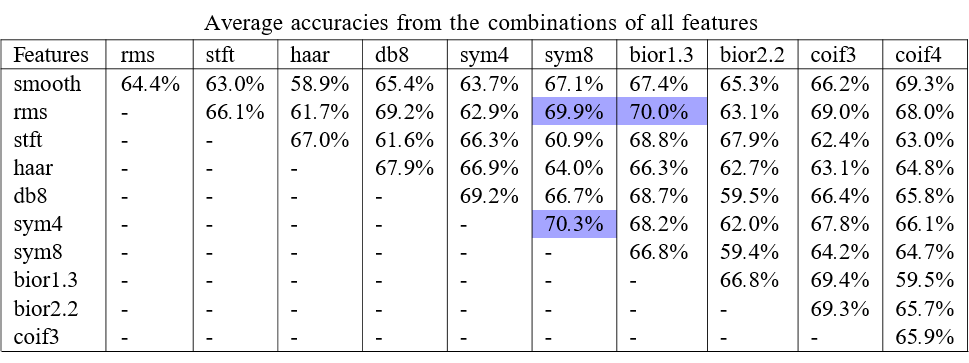 Average accuracies from the combinations of all features
Features rms stft haar db8 sym4 sym8 bior1.3 bior2.2 coif3 coif4
smooth 64.4% 63.0% 58.9% 65.4% 63.7% 67.1% 67.4% 65.3% 66.2% 69.3%
rms - 66.1% 61.7% 69.2% 62.9% 69.9% 70.0% 63.1% 69.0% 68.0%
stft - - 67.0% 61.6% 66.3% 60.9% 68.8% 67.9% 62.4% 63.0%
haar - - - 67.9% 66.9% 64.0% 66.3% 62.7% 63.1% 64.8%
db8 - - - - 69.2% 66.7% 68.7% 59.5% 66.4% 65.8%
sym4 - - - - - 70.3% 68.2% 62.0% 67.8% 66.1%
sym8 - - - - - - 66.8% 59.4% 64.2% 64.7%
bior1.3 - - - - - - - 66.8% 69.4% 59.5%
bior2.2 - - - - - - - - 69.3% 65.7%
coif3 - - - - - - - - - 65.9%